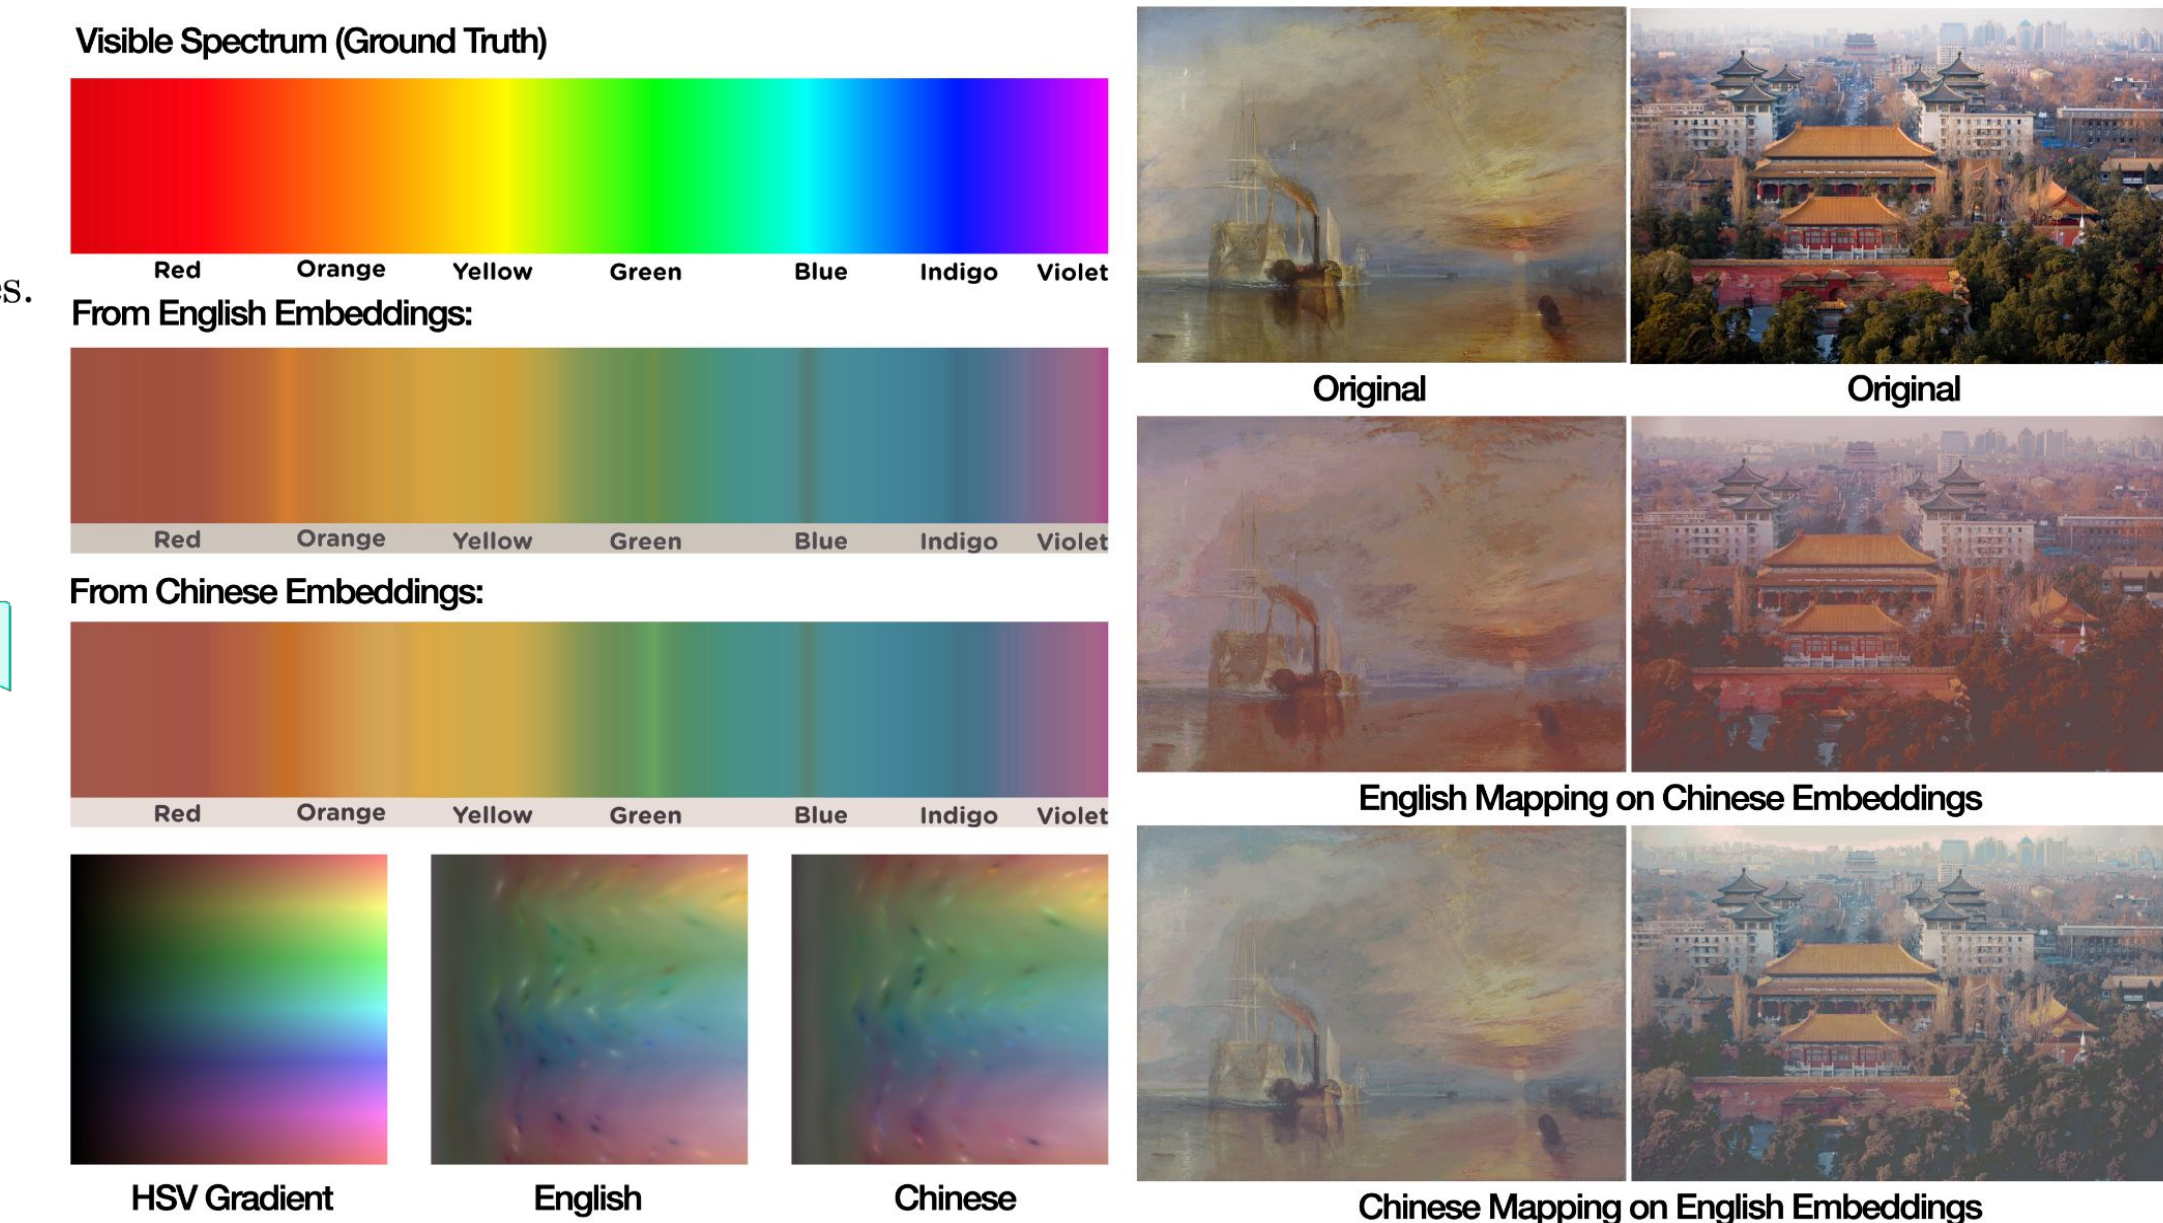 es.
Visible Spectrum (Ground Truth)
Red Orange Yellow Green Blue Indigo Violet
From English Embeddings:
Red Orange Yellow Green Blue Indigo Violet
From Chinese Embeddings:
Red Orange Yellow Green Blue Indigo Violet
HSV Gradient
English
Chinese
Original
Original
English Mapping on Chinese Embeddings
Chinese Mapping on English Embeddings